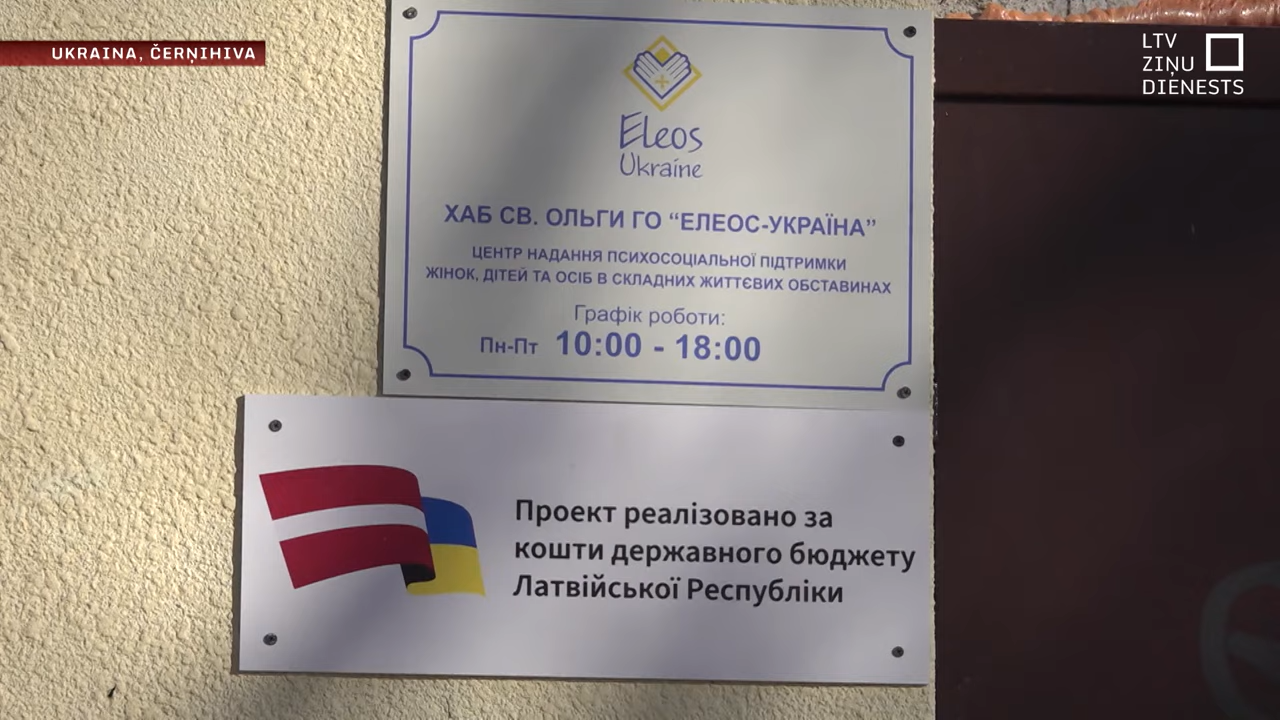 UKRAINA, ČERŅIHIVA
LTV
ZIŅU
DIENESTS
Eleos
Ukraine
ХАБ СВ. ОЛЬГИ ГО “ЕЛЕОС-УКРАЇНА”
ЦЕНТР НАДАННЯ ПСИХОСОЦІАЛЬНОЇ ПІДТРИМКИ
ЖІНОК, ДІТЕЙ ТА ОСІБ В СКЛАДНИХ ЖИТТЄВИХ ОБСТАВИНАХ
Графік роботи:
Пн-Пт 10:00 - 18:00
Проект реалізовано за
кошти державного бюджету
Латвійської Республіки